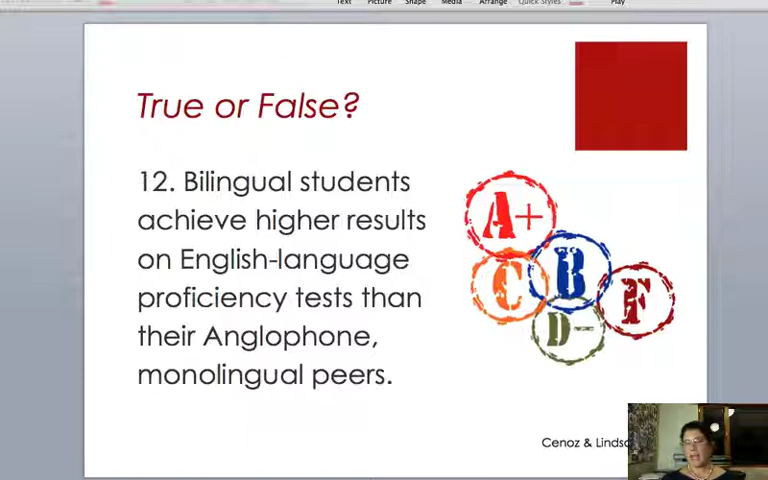 Text Picture Shape Media Arrange Quick Styles Play
True or False?
12. Bilingual students
achieve higher results
on English-language
proficiency tests than
their Anglophone,
monolingual peers.
A+
B
C
F
D-
Cenoz &